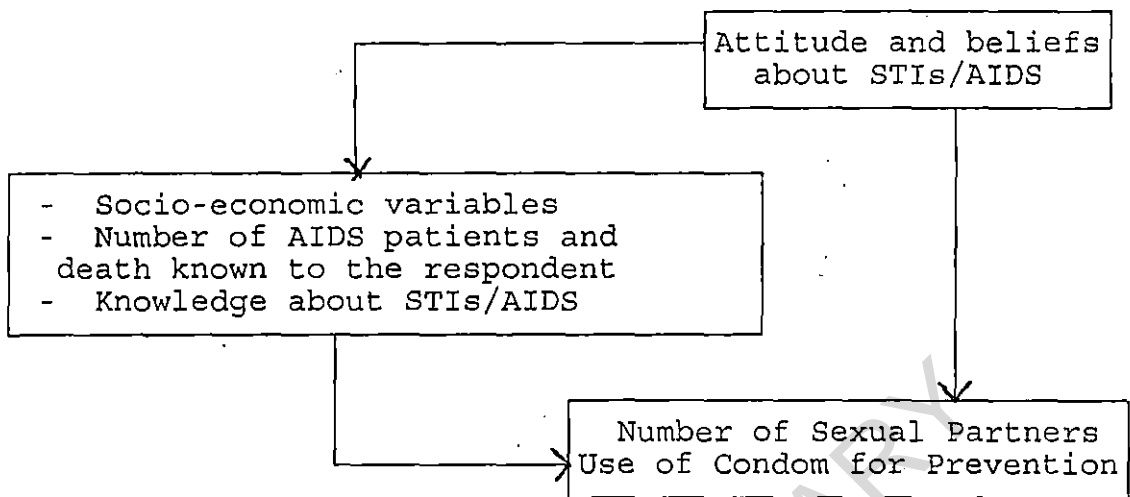 Attitude and beliefs
about STIs/AIDS
- Socio-economic variables
- Number of AIDS patients and
death known to the respondent
- Knowledge about STIs/AIDS
Number of Sexual Partners
Use of Condom for Prevention